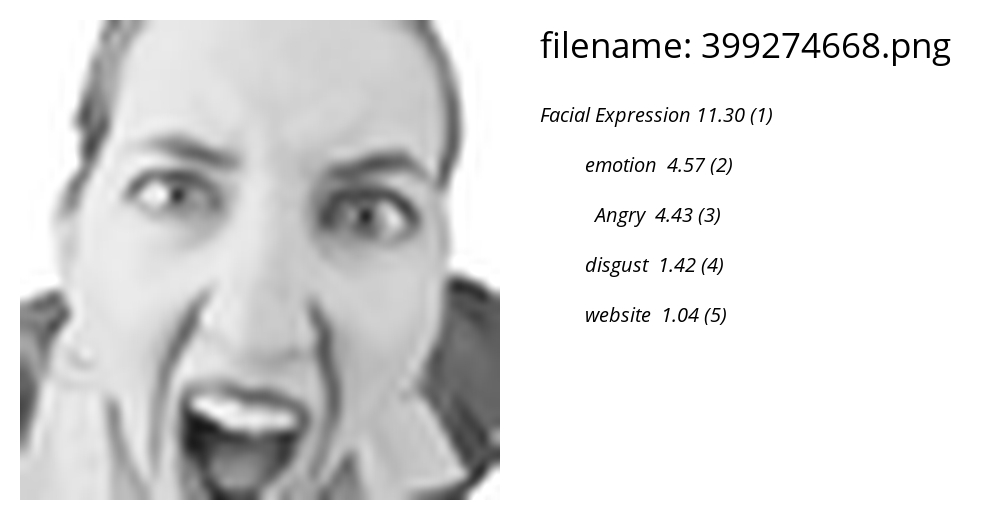 filename: 399274668.png
Facial Expression 11.30 (1)
emotion 4.57 (2)
Angry 4.43 (3)
disgust 1.42 (4)
website 1.04 (5)